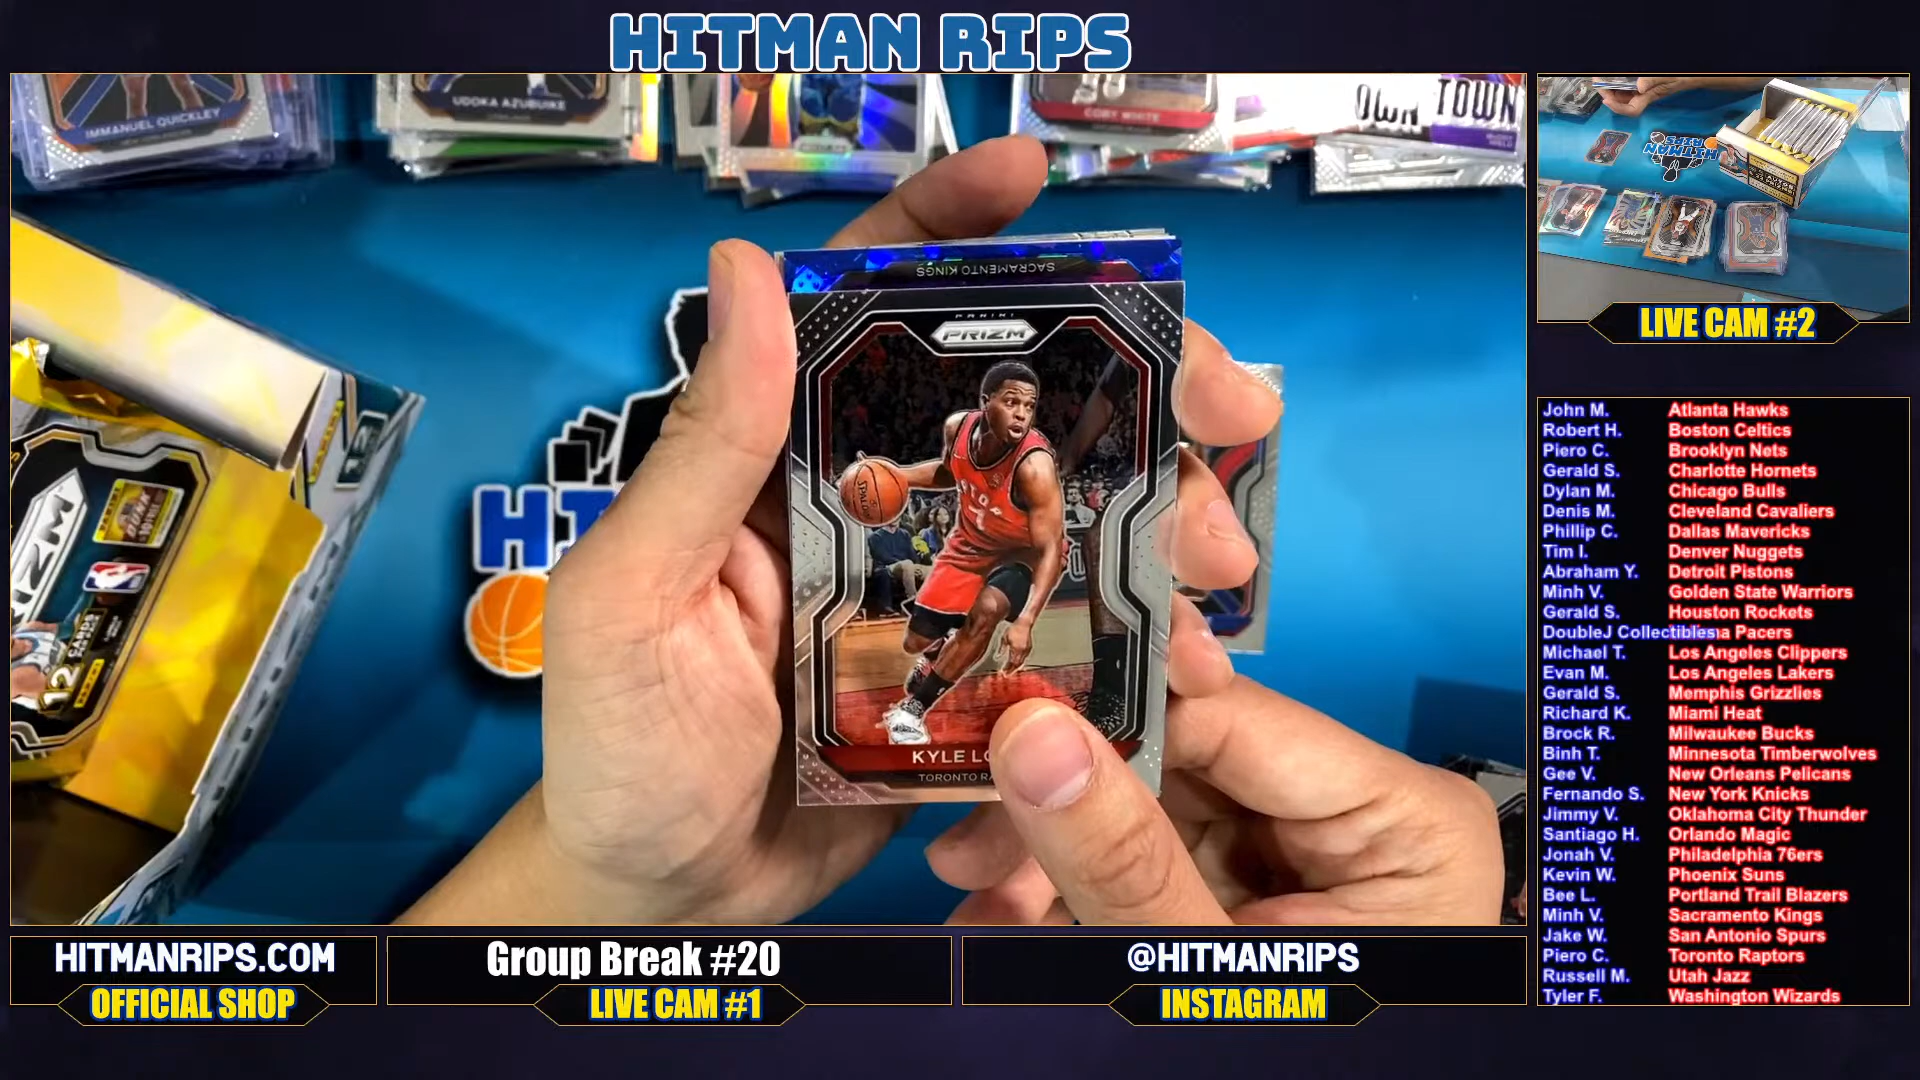 HITMAN RIPS
IMMANUEL QUICKLEY
UDOKA AZUBUIKE
COBY WHITE
OWN TOWN
SACRAMENTO KINGS
PANINI
PRIZM
SPALDING
KYLE LO
TORONTO RA
12 CARDS
LIVE CAM #2
John M. Atlanta Hawks
Robert H. Boston Celtics
Piero C. Brooklyn Nets
Gerald S. Charlotte Hornets
Dylan M. Chicago Bulls
Denis M. Cleveland Cavaliers
Phillip C. Dallas Mavericks
Tim I. Denver Nuggets
Abraham Y. Detroit Pistons
Minh V. Golden State Warriors
Gerald S. Houston Rockets
DoubleJ Collectibles Pacers
Michael T. Los Angeles Clippers
Evan M. Los Angeles Lakers
Gerald S. Memphis Grizzlies
Richard K. Miami Heat
Brock R. Milwaukee Bucks
Binh T. Minnesota Timberwolves
Gee V. New Orleans Pelicans
Fernando S. New York Knicks
Jimmy V. Oklahoma City Thunder
Santiago H. Orlando Magic
Jonah V. Philadelphia 76ers
Kevin W. Phoenix Suns
Bee L. Portland Trail Blazers
Minh V. Sacramento Kings
Jake W. San Antonio Spurs
Piero C. Toronto Raptors
Russell M. Utah Jazz
Tyler F. Washington Wizards
HITMANRIPS.COM
OFFICIAL SHOP
Group Break #20
LIVE CAM #1
@HITMANRIPS
INSTAGRAM